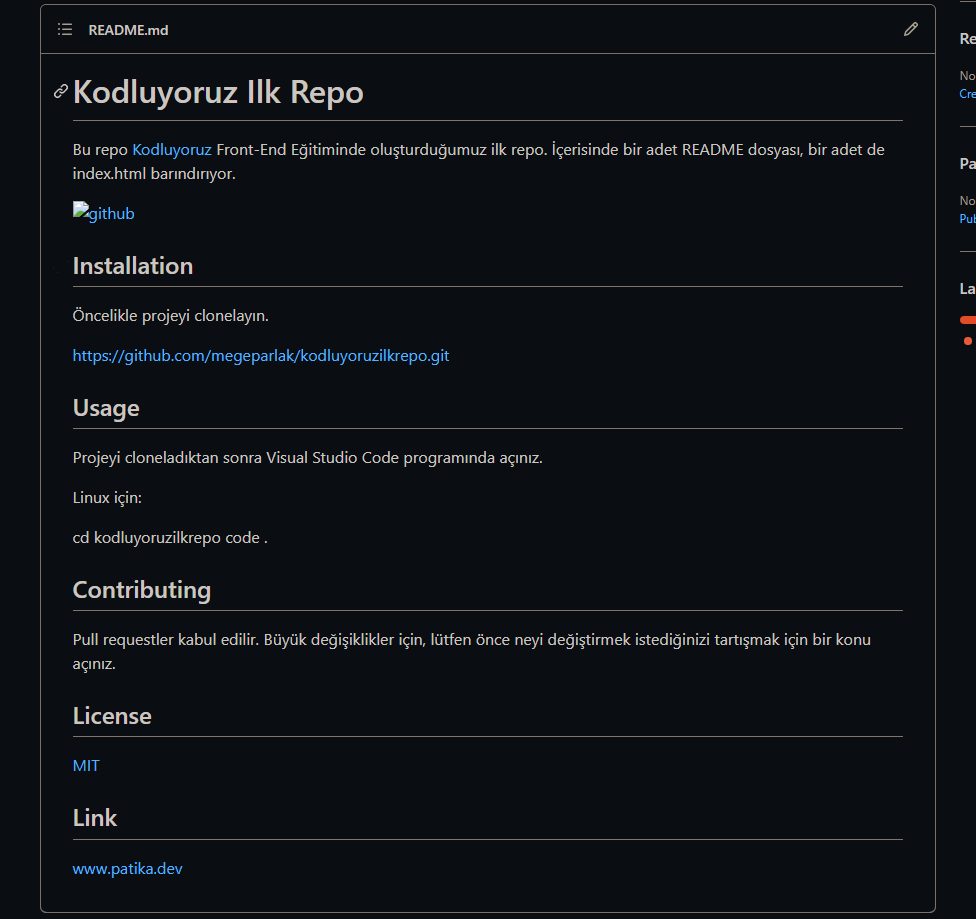 README.md
Kodluyoruz Ilk Repo
Bu repo Kodluyoruz Front-End Eğitiminde oluşturduğumuz ilk repo. İçerisinde bir adet README dosyası, bir adet de
index.html barındırıyor.
github
Installation
Öncelikle projeyi clonelayın.
https://github.com/megeparlak/kodluyoruzilkrepo.git
Usage
Projeyi cloneladıktan sonra Visual Studio Code programında açınız.
Linux için:
cd kodluyoruzilkrepo code .
Contributing
Pull requestler kabul edilir. Büyük değişiklikler için, lütfen önce neyi değiştirmek istediğinizi tartışmak için bir konu
açınız.
License
MIT
Link
www.patika.dev
Re
No
Cre
Pa
No
Pub
La